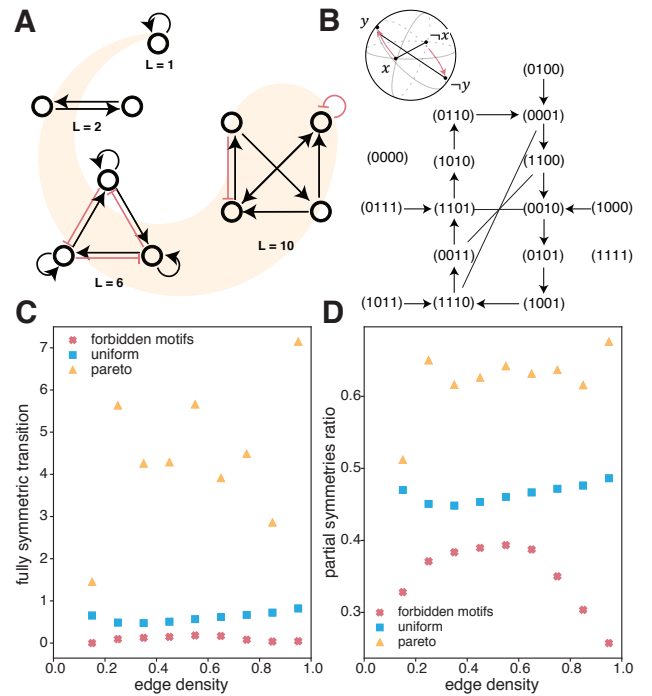 A
L = 1
L = 2
L = 6
L = 10
B
y
¬x
x
¬y
(0100)
(0110)
(0001)
(0000)
(1010)
(1100)
(0111)
(1101)
(0010)
(1000)
(0011)
(0101)
(1111)
(1011)
(1110)
(1001)
C
fully symmetric transition
7
6
5
4
3
2
1
0
forbidden motifs
uniform
pareto
0.0
0.2
0.4
0.6
0.8
1.0
edge density
D
partial symmetries ratio
0.6
0.5
0.4
0.3
forbidden motifs
uniform
pareto
0.0
0.2
0.4
0.6
0.8
1.0
edge density